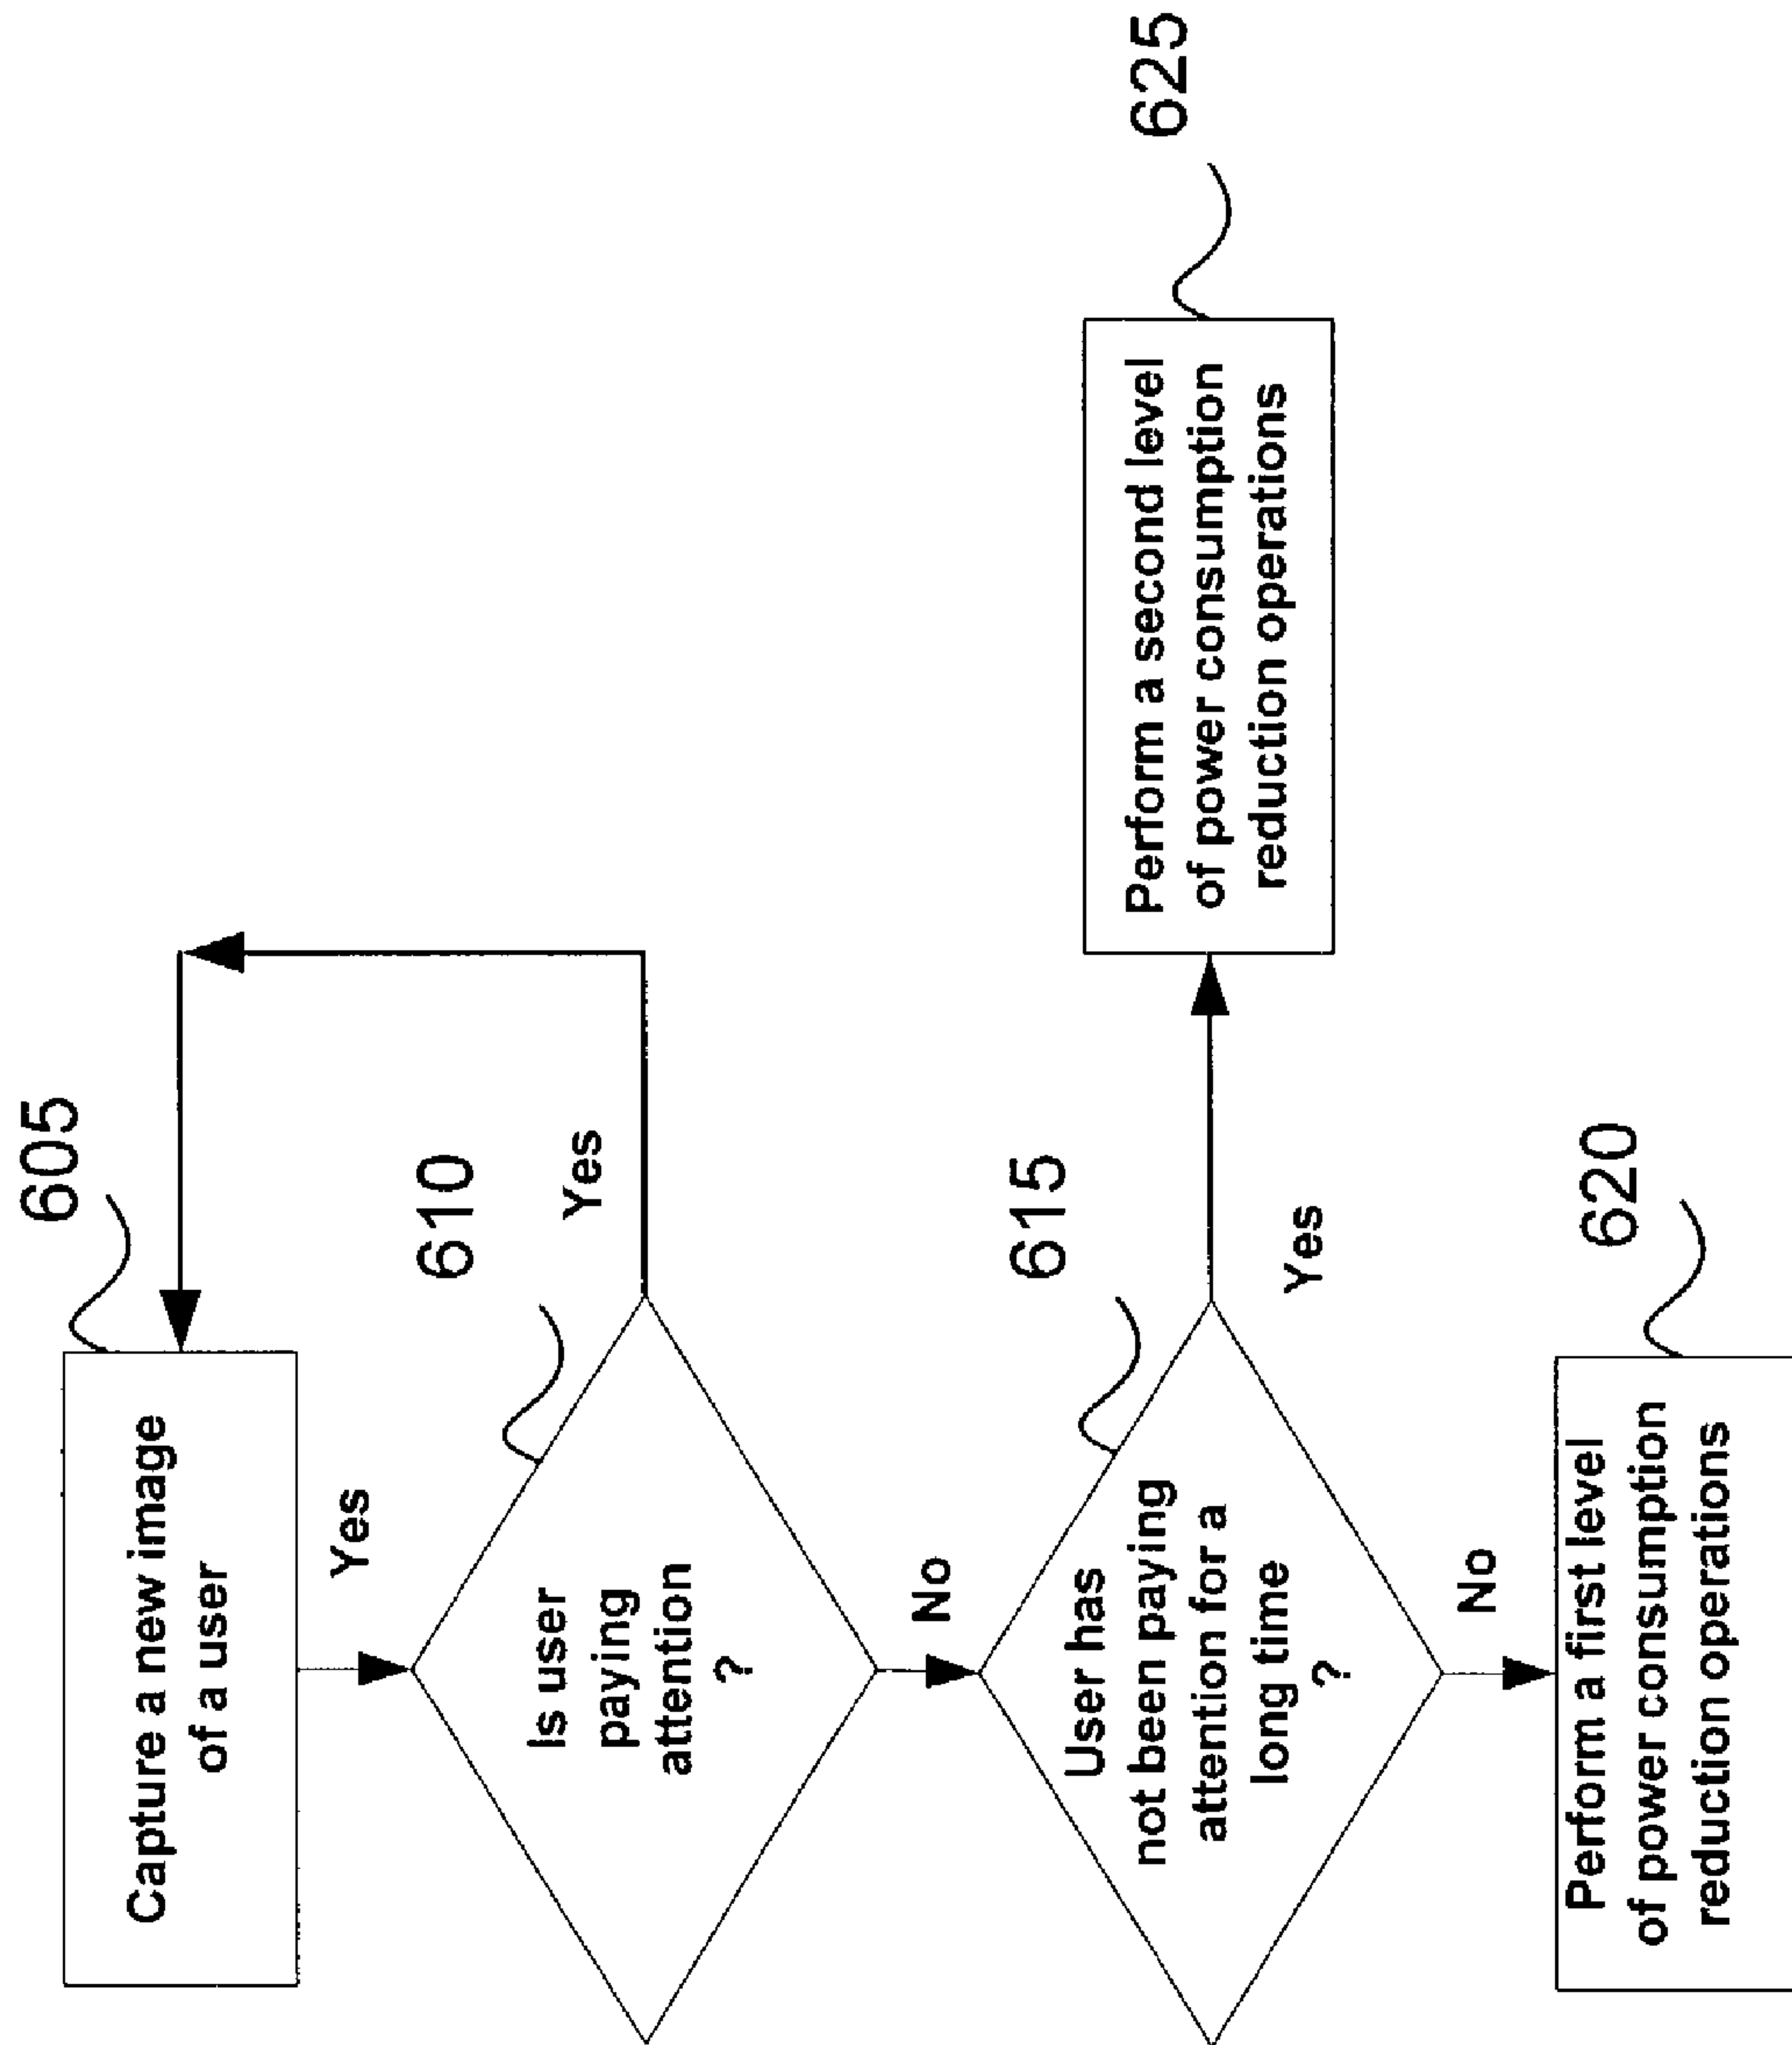 605
Capture a new image
of a user
Yes
610
Is user
paying
attention
?
Yes
No
615
User has
not been paying
attention for a
long time
?
Yes
625
Perform a second level
of power consumption
reduction operations
No
620
Perform a first level
of power consumption
reduction operations